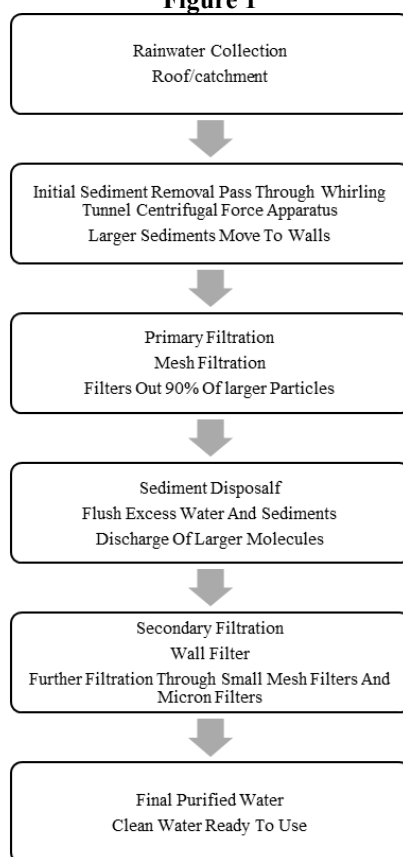 Figure 1
Rainwater Collection
Roof/catchment
Initial Sediment Removal Pass Through Whirling
Tunnel Centrifugal Force Apparatus
Larger Sediments Move To Walls
Primary Filtration
Mesh Filtration
Filters Out 90% Of larger Particles
Sediment Disposalf
Flush Excess Water And Sediments
Discharge Of Larger Molecules
Secondary Filtration
Wall Filter
Further Filtration Through Small Mesh Filters And
Micron Filters
Final Purified Water
Clean Water Ready To Use